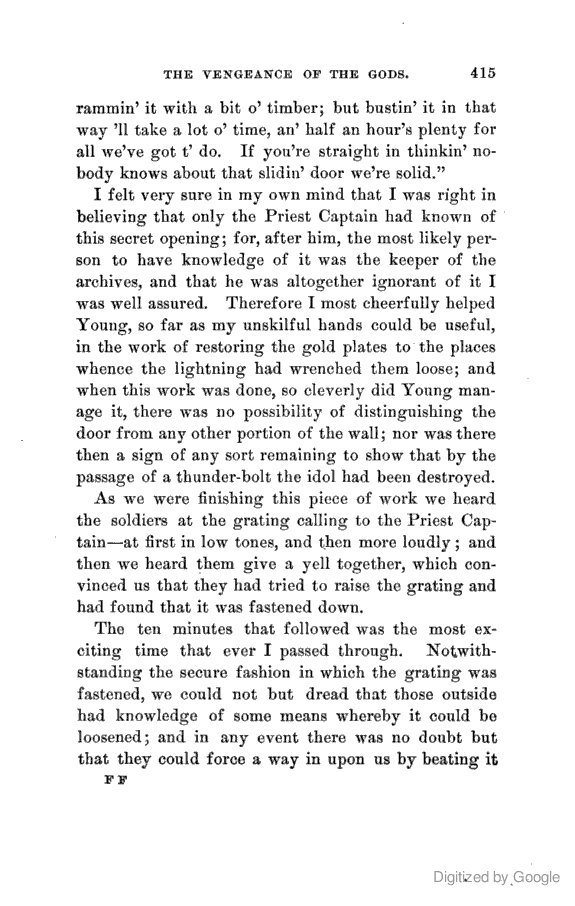 THE VENGEANCE OF THE GODS. 415
rammin' it with a bit o' timber; but bustin' it in that
way 'll take a lot o' time, an' half an hour's plenty for
all we've got t' do. If you're straight in thinkin' no-
body knows about that slidin' door we're solid."
I felt very sure in my own mind that I was right in
believing that only the Priest Captain had known of
this secret opening; for, after him, the most likely per-
son to have knowledge of it was the keeper of the
archives, and that he was altogether ignorant of it I
was well assured. Therefore I most cheerfully helped
Young, so far as my unskilful hands could be useful,
in the work of restoring the gold plates to the places
whence the lightning had wrenched them loose; and
when this work was done, so cleverly did Young man-
age it, there was no possibility of distinguishing the
door from any other portion of the wall; nor was there
then a sign of any sort remaining to show that by the
passage of a thunder-bolt the idol had been destroyed.
As we were finishing this piece of work we heard
the soldiers at the grating calling to the Priest Cap-
tain—at first in low tones, and then more loudly; and
then we heard them give a yell together, which con-
vinced us that they had tried to raise the grating and
had found that it was fastened down.
The ten minutes that followed was the most ex-
citing time that ever I passed through. Notwith-
standing the secure fashion in which the grating was
fastened, we could not but dread that those outside
had knowledge of some means whereby it could be
loosened; and in any event there was no doubt but
that they could force a way in upon us by beating it
F F
Digitized by Google